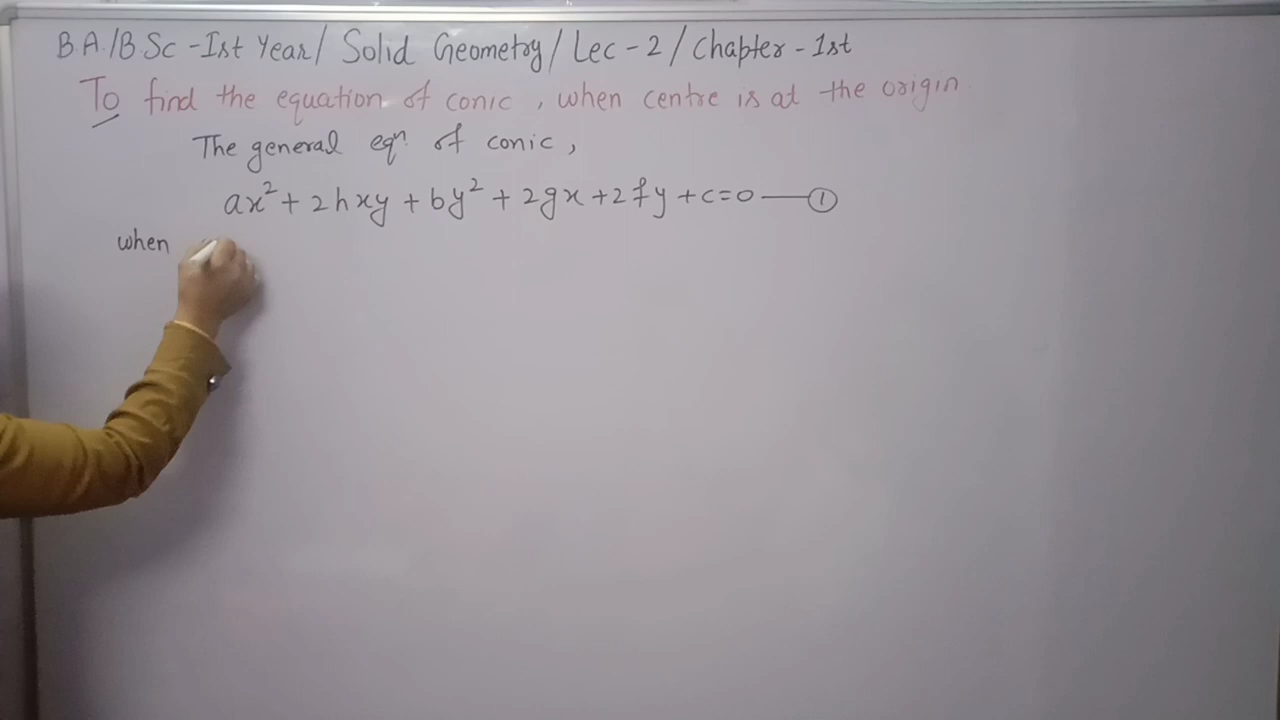 B.A./B.Sc - Ist Year/ Solid Geometry/ Lec - 2 / Chapter - 1st
To find the equation of conic, when centre is at the origin
The general eqn. of conic,
ax² + 2hxy + by² + 2gx + 2fy + c = 0 — ①
when